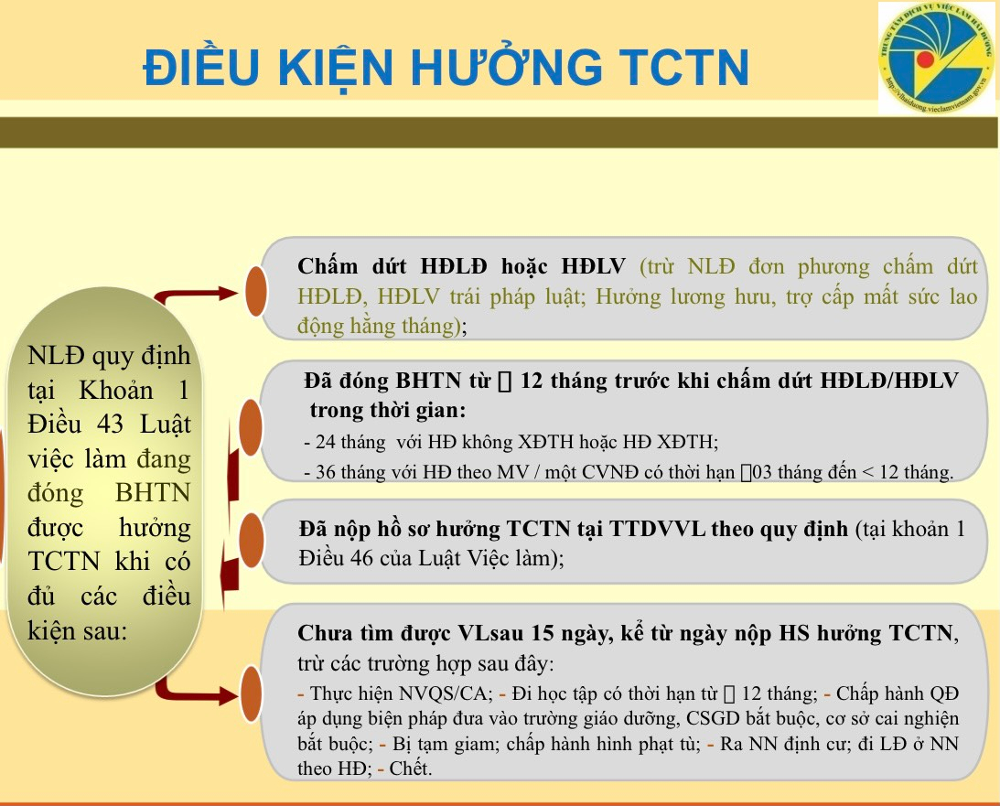 ĐIỀU KIỆN HƯỞNG TCTN
TRUNG TÂM DỊCH VỤ VIỆC LÀM HẢI DƯƠNG
http://vlhaiduong.vieclamvietnam.gov.vn
NLĐ quy định
tại Khoản 1
Điều 43 Luật
việc làm đang
đóng BHTN
được hưởng
TCTN khi có
đủ các điều
kiện sau:
Chấm dứt HĐLĐ hoặc HĐLV (trừ NLĐ đơn phương chấm dứt
HĐLĐ, HĐLV trái pháp luật; Hưởng lương hưu, trợ cấp mất sức lao
động hằng tháng);
Đã đóng BHTN từ 12 tháng trước khi chấm dứt HĐLĐ/HĐLV
trong thời gian:
- 24 tháng với HĐ không XĐTH hoặc HĐ XĐTH;
- 36 tháng với HĐ theo MV / một CVNĐ có thời hạn 03 tháng đến < 12 tháng.
Đã nộp hồ sơ hưởng TCTN tại TTDVVL theo quy định (tại khoản 1
Điều 46 của Luật Việc làm);
Chưa tìm được VLsau 15 ngày, kể từ ngày nộp HS hưởng TCTN,
trừ các trường hợp sau đây:
- Thực hiện NVQS/CA; - Đi học tập có thời hạn từ 12 tháng; - Chấp hành QĐ
áp dụng biện pháp đưa vào trường giáo dưỡng, CSGD bắt buộc, cơ sở cai nghiện
bắt buộc; - Bị tạm giam; chấp hành hình phạt tù; - Ra NN định cư; đi LĐ ở NN
theo HĐ; - Chết.